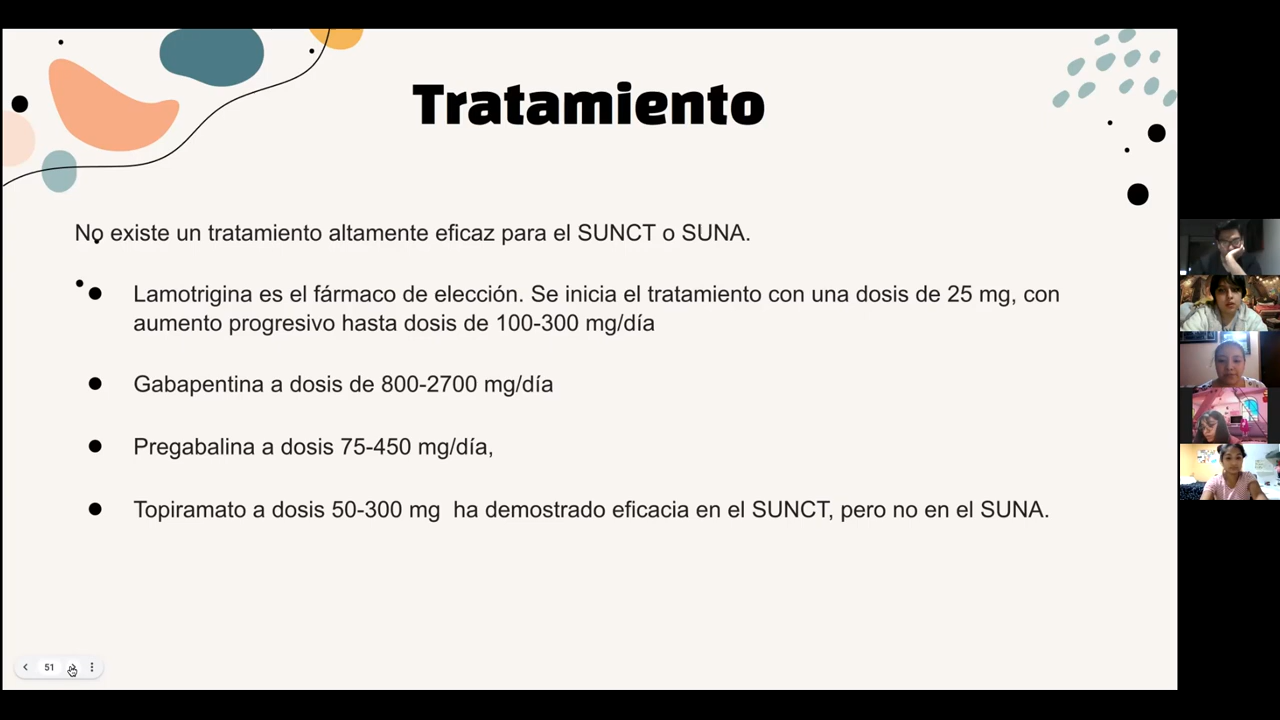 Tratamiento
No existe un tratamiento altamente eficaz para el SUNCT o SUNA.
Lamotrigina es el fármaco de elección. Se inicia el tratamiento con una dosis de 25 mg, con
aumento progresivo hasta dosis de 100-300 mg/día
Gabapentina a dosis de 800-2700 mg/día
Pregabalina a dosis 75-450 mg/día,
Topiramato a dosis 50-300 mg  ha demostrado eficacia en el SUNCT, pero no en el SUNA.
51